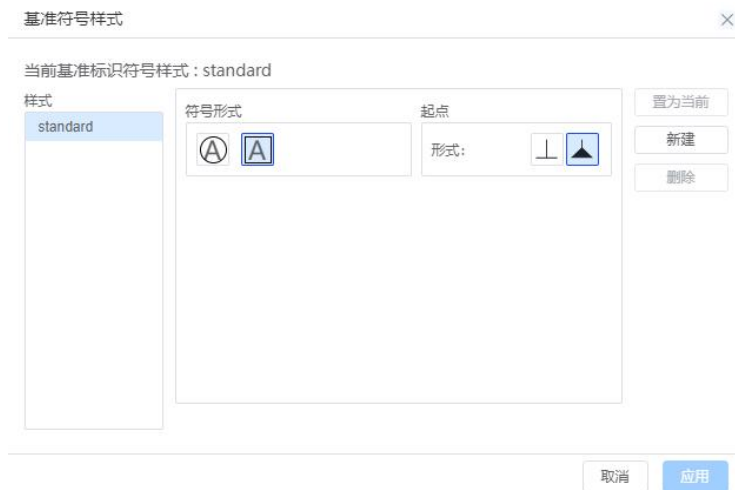 基准符号样式
当前基准标识符号样式 : standard
样式
standard
符号形式
A
A
起点
形式:
置为当前
新建
删除
取消
应用